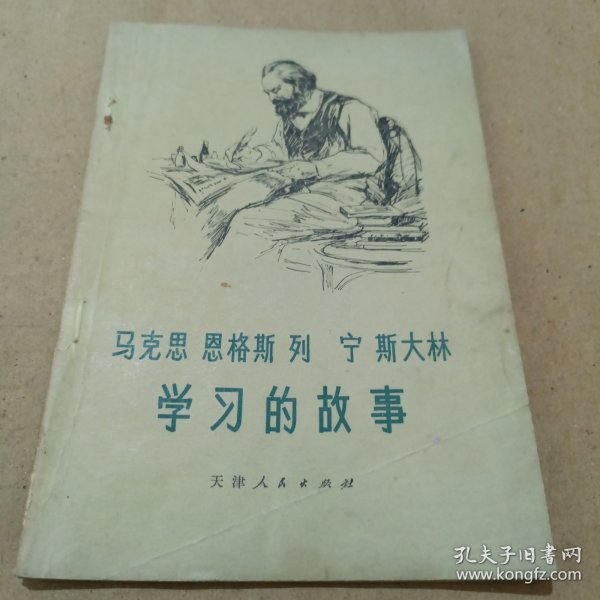 马克思 恩格斯 列 宁 斯大林
学习的故事
天津人民出版社
孔夫子旧书网
www.kongfz.com